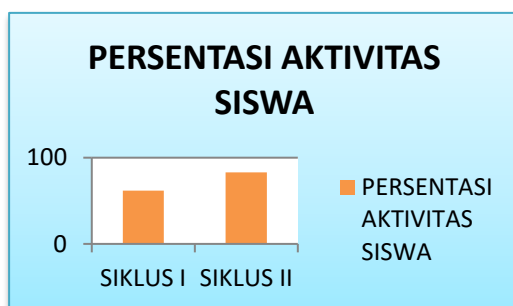 PERSENTASI AKTIVITAS
SISWA
100
0
SIKLUS I SIKLUS II
PERSENTASI
AKTIVITAS
SISWA